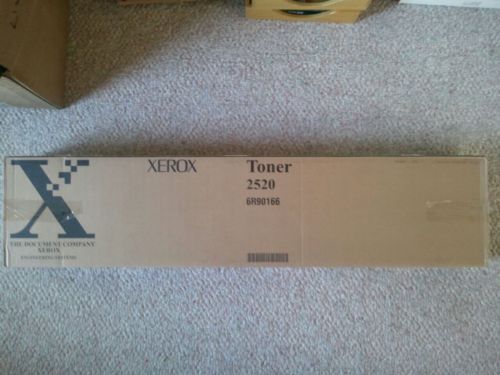 XEROX
Toner
2520
6R90166
X
THE DOCUMENT COMPANY
XEROX
ENGINEERING SYSTEMS